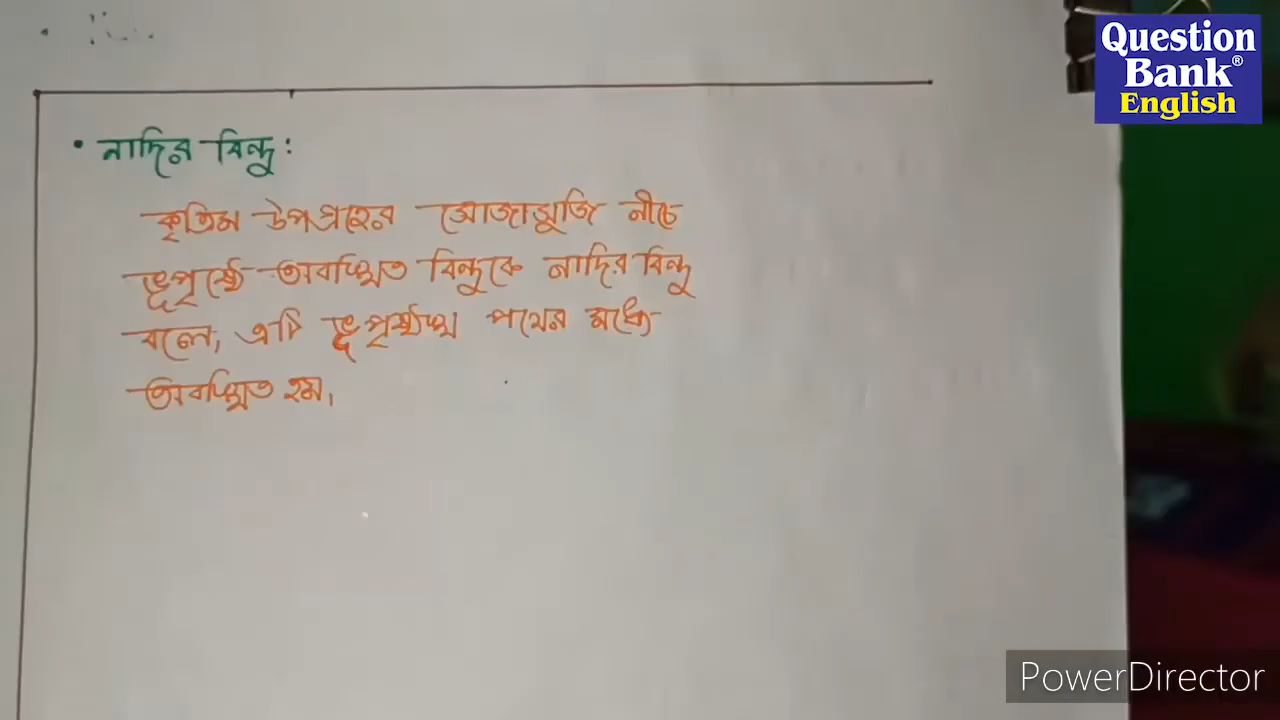 • নাদির বিন্দু :
কৃত্রিম উপগ্রহের সোজাসুজি নীচে
ভূপৃষ্ঠে অবস্থিত বিন্দুকে নাদির বিন্দু
বলে, এটি ভূপৃষ্ঠস্থ পথের মধ্যে
অবস্থিত হয়,
Question
Bank®
English
PowerDirector